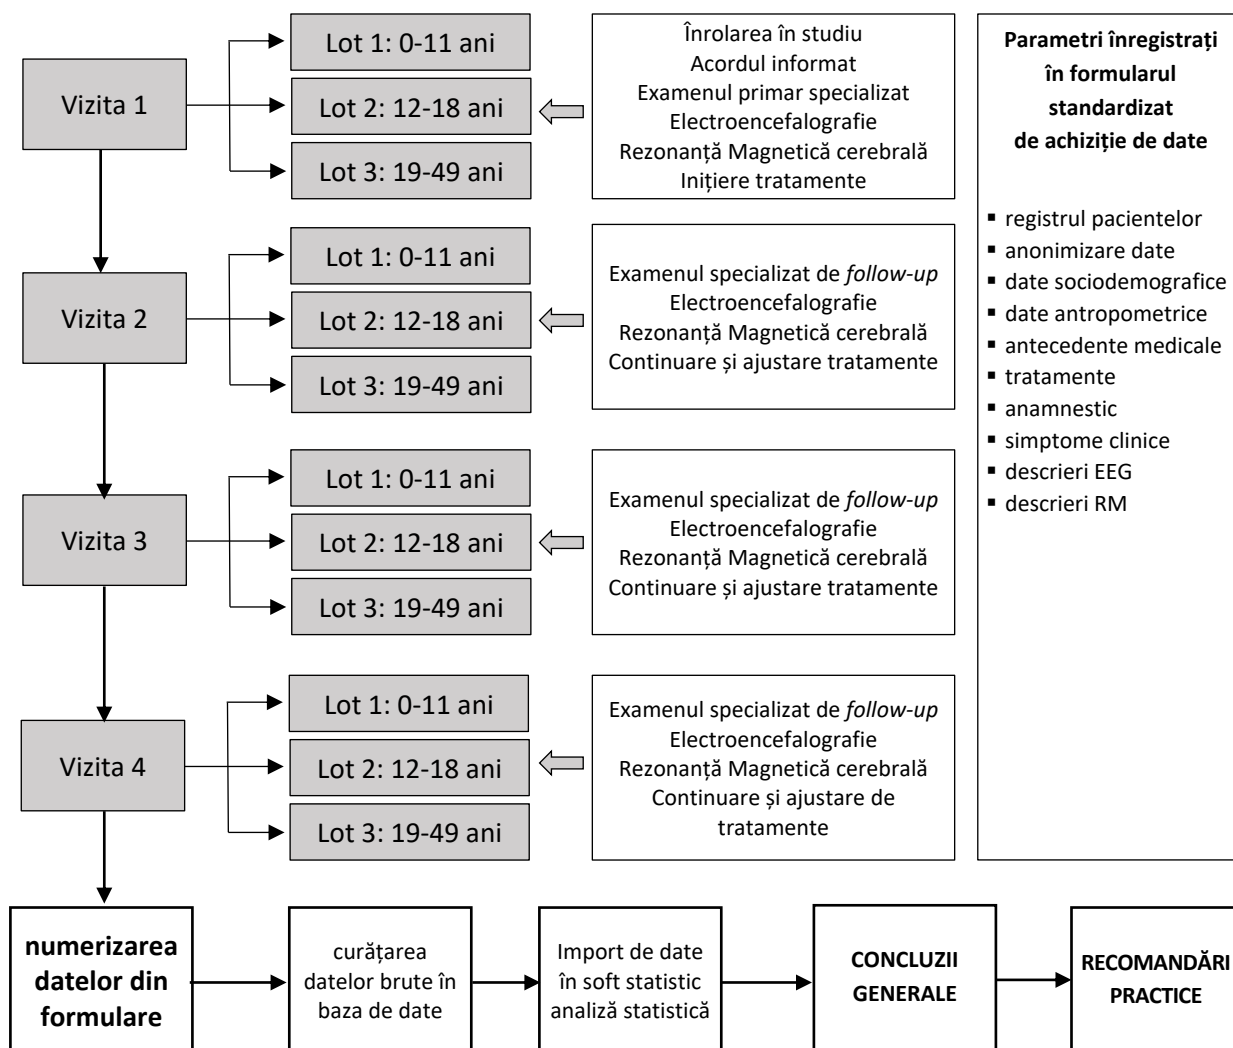 Vizita 1
Lot 1: 0-11 ani
Lot 2: 12-18 ani
Lot 3: 19-49 ani
Înrolarea în studiu
Acordul informat
Examenul primar specializat
Electroencefalografie
Rezonanță Magnetică cerebrală
Inițiere tratamente
Vizita 2
Lot 1: 0-11 ani
Lot 2: 12-18 ani
Lot 3: 19-49 ani
Examenul specializat de follow-up
Electroencefalografie
Rezonanță Magnetică cerebrală
Continuare și ajustare tratamente
Vizita 3
Lot 1: 0-11 ani
Lot 2: 12-18 ani
Lot 3: 19-49 ani
Examenul specializat de follow-up
Electroencefalografie
Rezonanță Magnetică cerebrală
Continuare și ajustare tratamente
Vizita 4
Lot 1: 0-11 ani
Lot 2: 12-18 ani
Lot 3: 19-49 ani
Examenul specializat de follow-up
Electroencefalografie
Rezonanță Magnetică cerebrală
Continuare și ajustare de
tratamente
Parametri înregistrați
în formularul
standardizat
de achiziție de date
▪ registrul pacientelor
▪ anonimizare date
▪ date sociodemografice
▪ date antropometrice
▪ antecedente medicale
▪ tratamente
▪ anamnestic
▪ simptome clinice
▪ descrieri EEG
▪ descrieri RM
numerizarea
datelor din
formulare
curățarea
datelor brute în
baza de date
Import de date
în soft statistic
analiză statistică
CONCLUZII
GENERALE
RECOMANDĂRI
PRACTICE